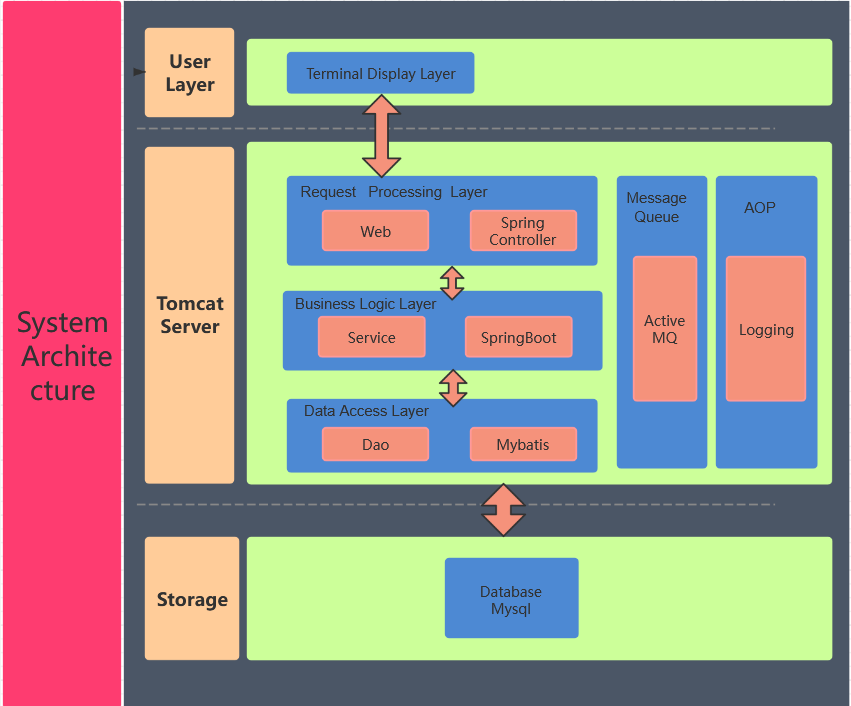 System
Archite
cture
User
Layer
Terminal Display Layer
Tomcat
Server
Request Processing Layer
Web
Spring
Controller
Business Logic Layer
Service
SpringBoot
Data Access Layer
Dao
Mybatis
Message
Queue
Active
MQ
AOP
Logging
Storage
Database
Mysql